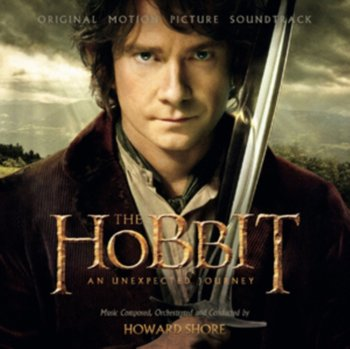 ORIGINAL MOTION PICTURE SOUNDTRACK
THE
HOBBIT
AN UNEXPECTED JOURNEY
Music Composed, Orchestrated and Conducted by
HOWARD SHORE